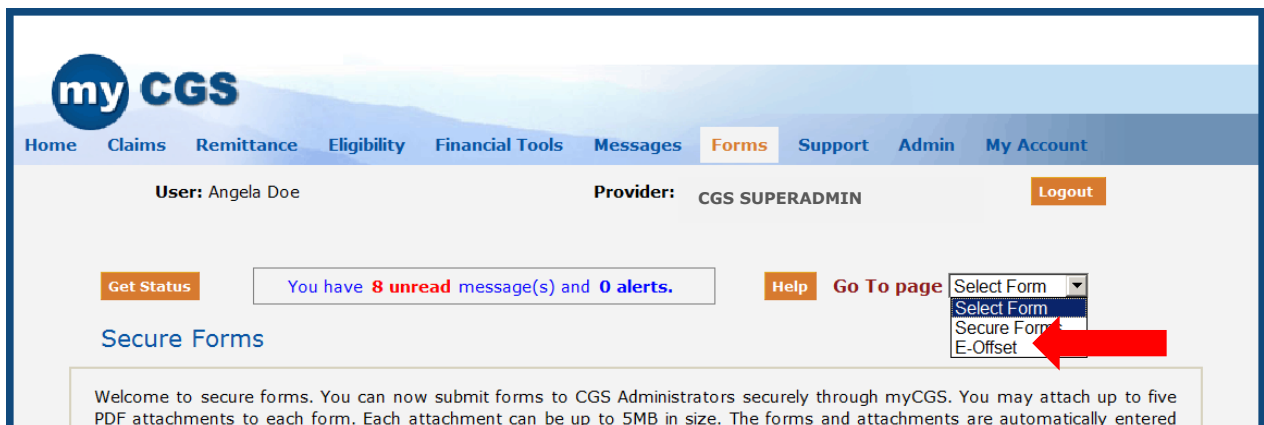 my CGS
Home Claims Remittance Eligibility Financial Tools Messages Forms Support Admin My Account
User: Angela Doe Provider: CGS SUPERADMIN Logout
Get Status You have 8 unread message(s) and 0 alerts. Help Go To page Select Form
Select Form
Secure Forms
E-Offset
Secure Forms
Welcome to secure forms. You can now submit forms to CGS Administrators securely through myCGS. You may attach up to five
PDF attachments to each form. Each attachment can be up to 5MB in size. The forms and attachments are automatically entered